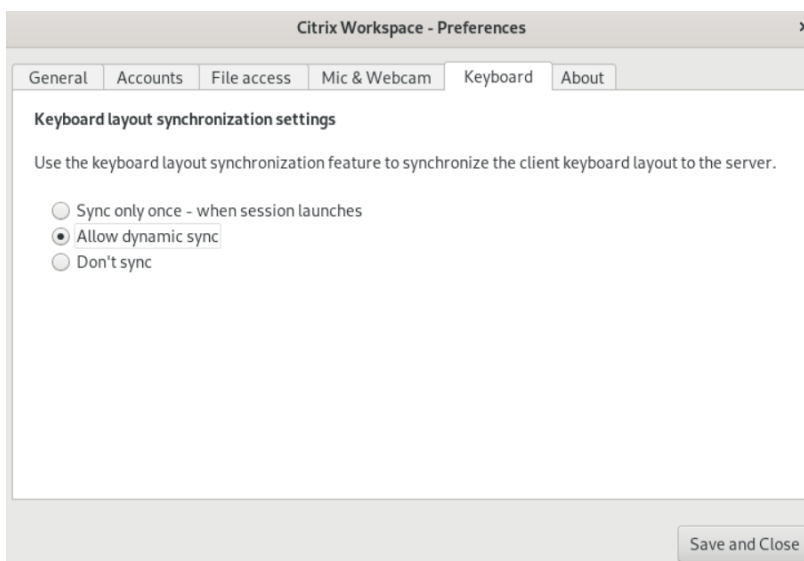 Citrix Workspace - Preferences
General Accounts File access Mic & Webcam Keyboard About
Keyboard layout synchronization settings
Use the keyboard layout synchronization feature to synchronize the client keyboard layout to the server.
Sync only once - when session launches
Allow dynamic sync
Don't sync
Save and Close